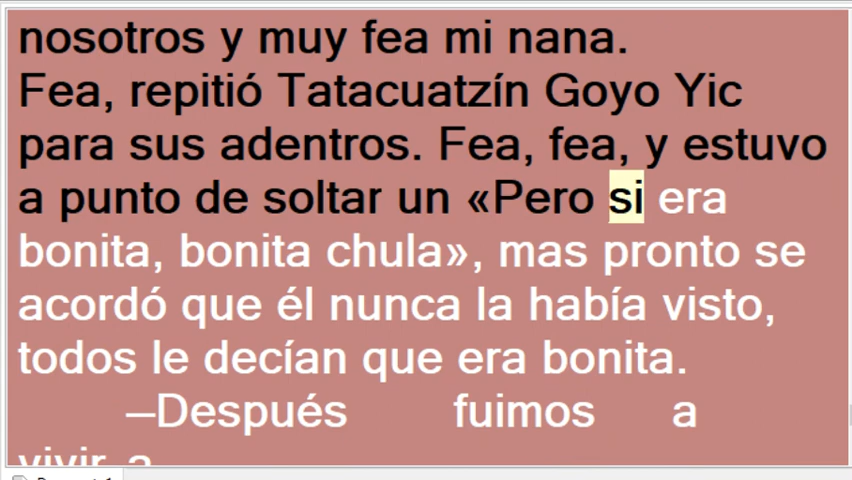 nosotros y muy fea mi nana.
Fea, repitió Tatacuatzín Goyo Yic
para sus adentros. Fea, fea, y estuvo
a punto de soltar un «Pero si era
bonita, bonita chula», mas pronto se
acordó que él nunca la había visto,
todos le decían que era bonita.
—Después fuimos a
vivir a